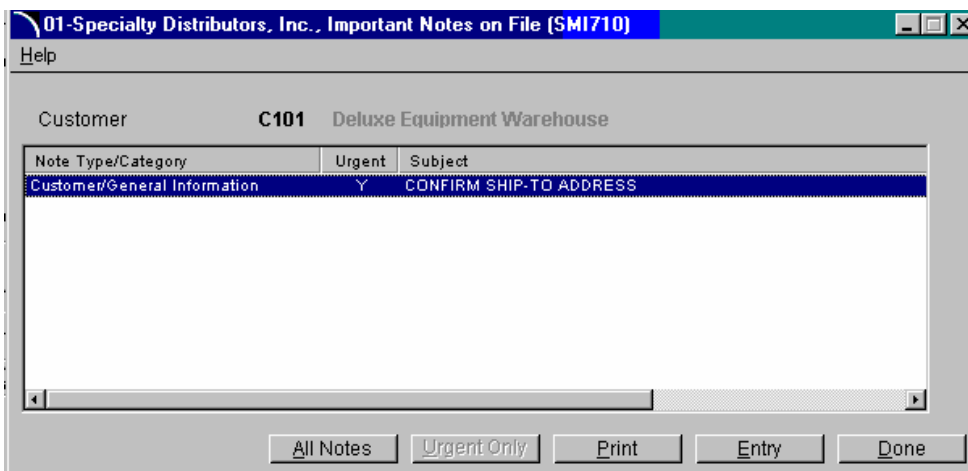 01-Specialty Distributors, Inc., Important Notes on File (SMI710)
Help
Customer C101 Deluxe Equipment Warehouse
Note Type/Category Urgent Subject
Customer/General Information Y CONFIRM SHIP-TO ADDRESS
All Notes Urgent Only Print Entry Done